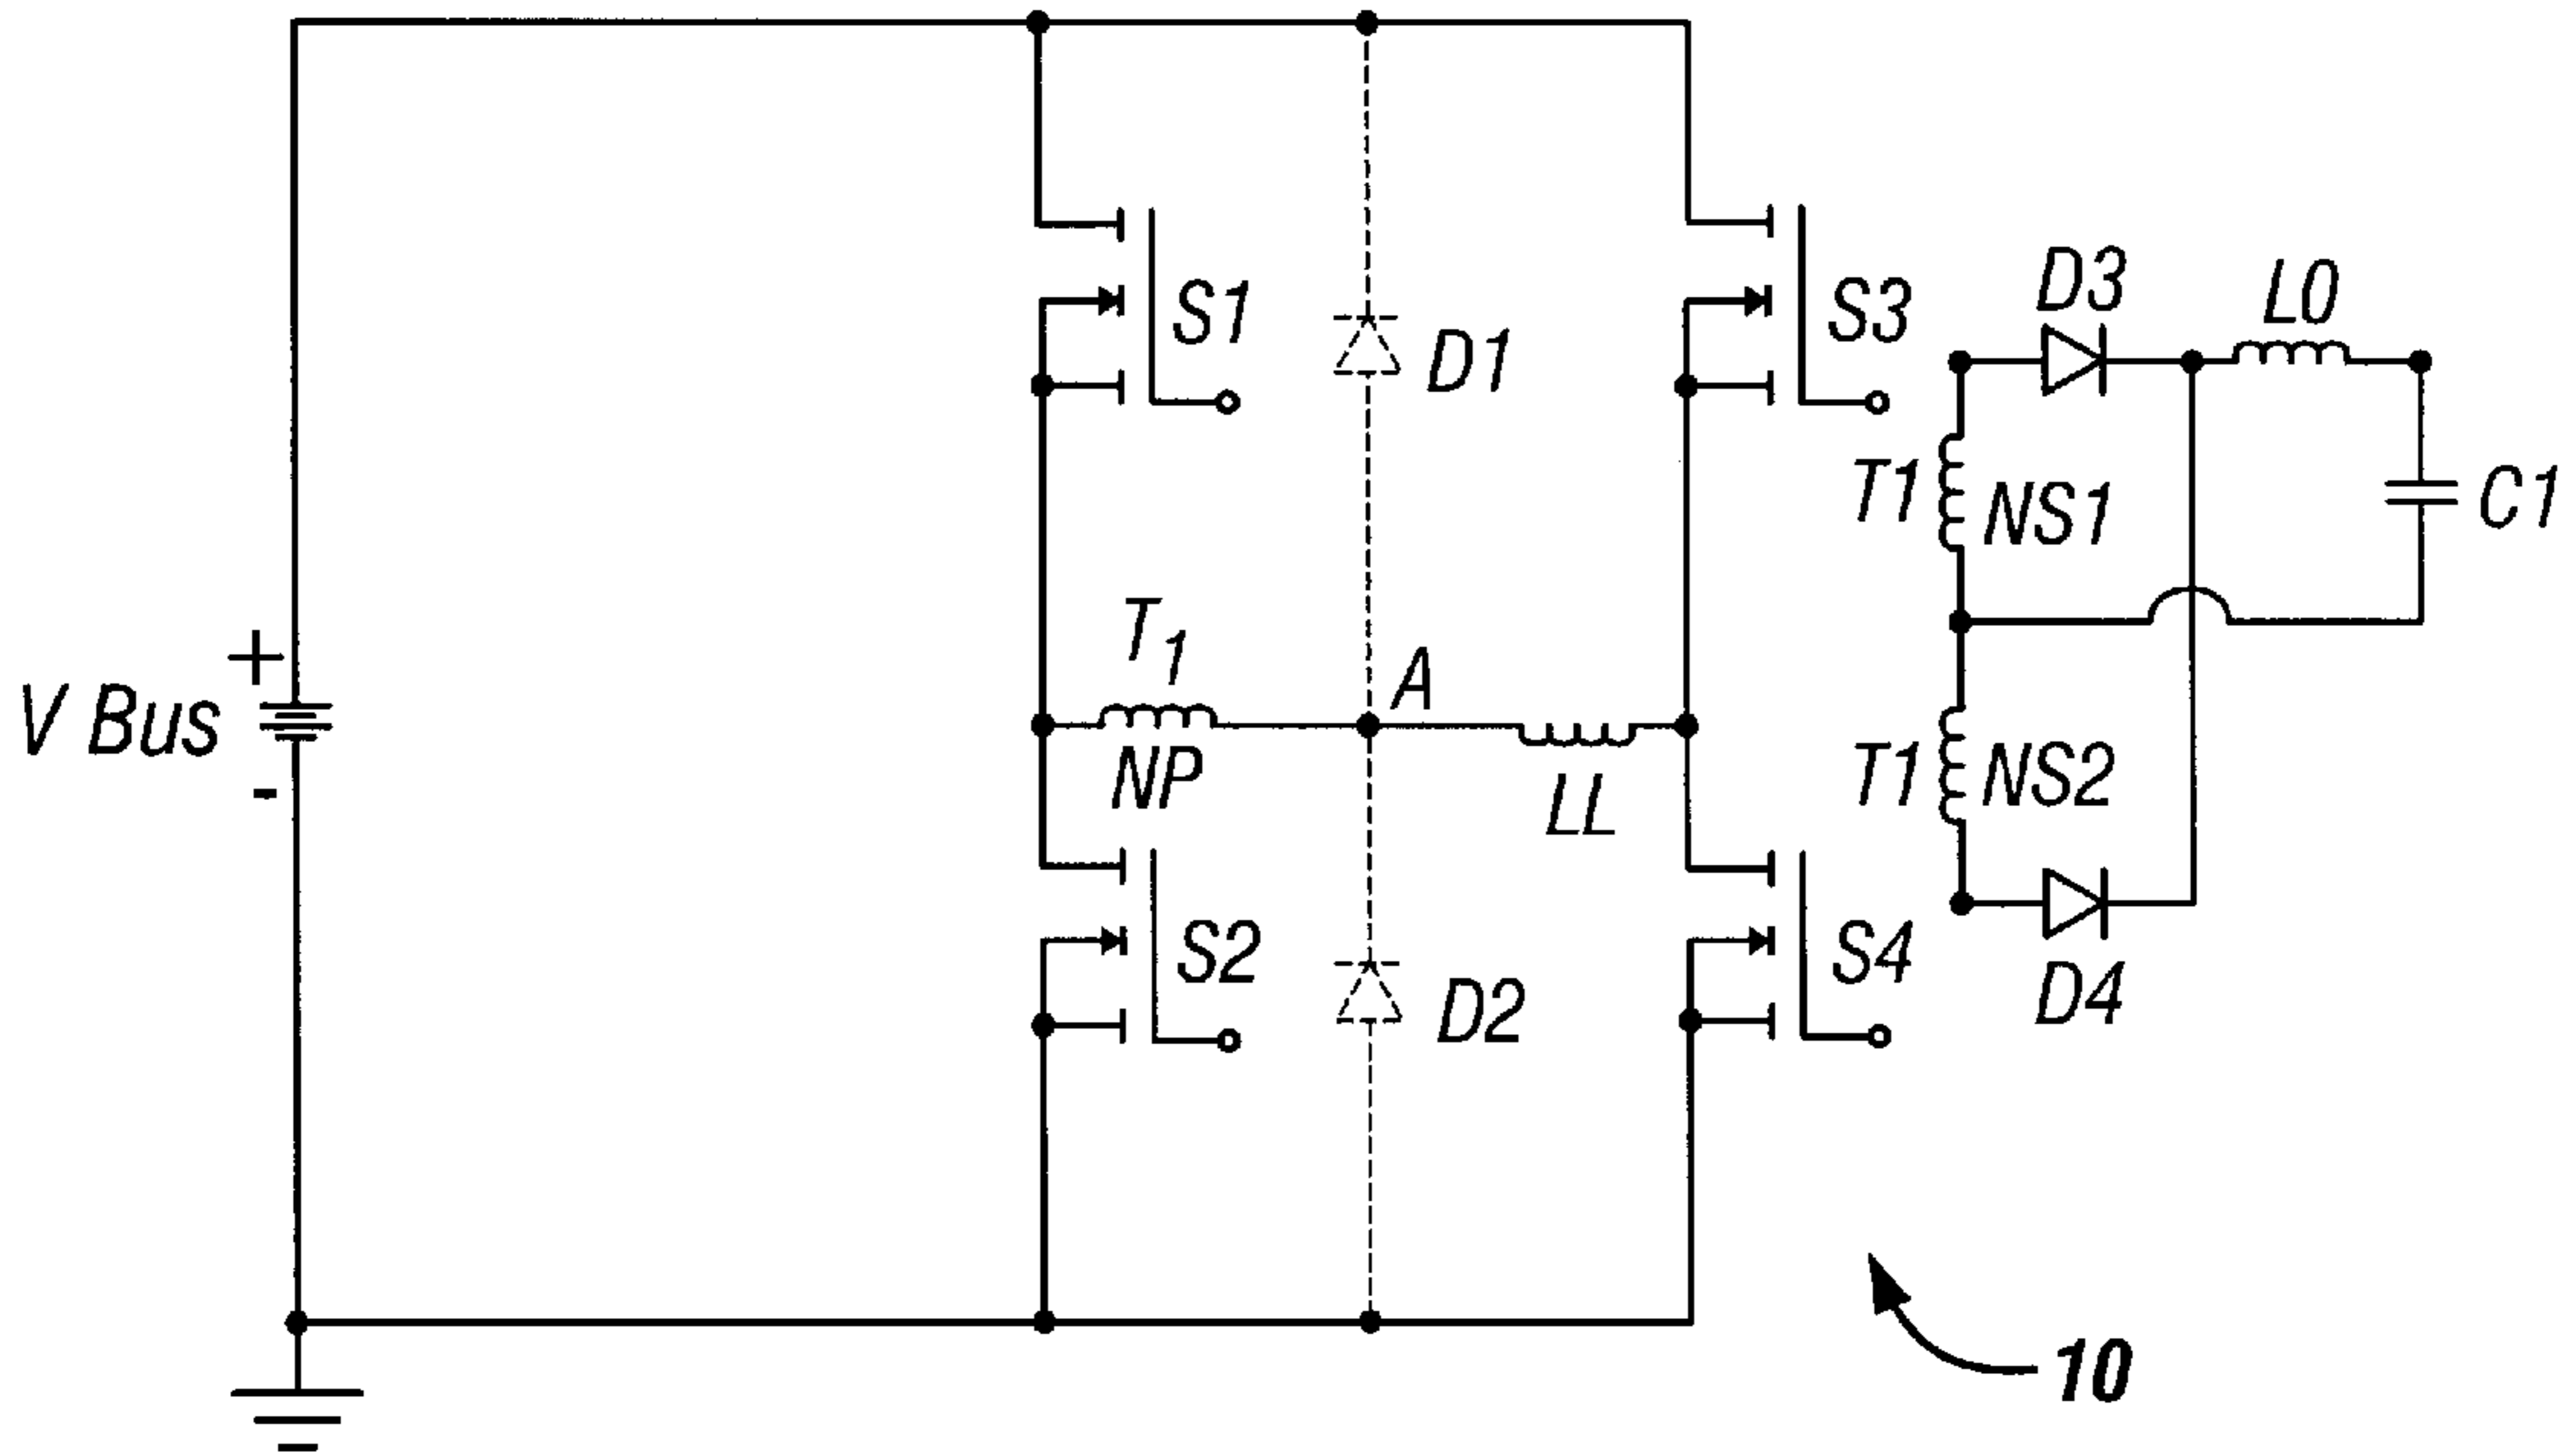 S1
D1
S3
D3
L0
T1
NS1
C1
+
V Bus
-
T1
NP
A
LL
T1
NS2
S2
D2
S4
D4
10